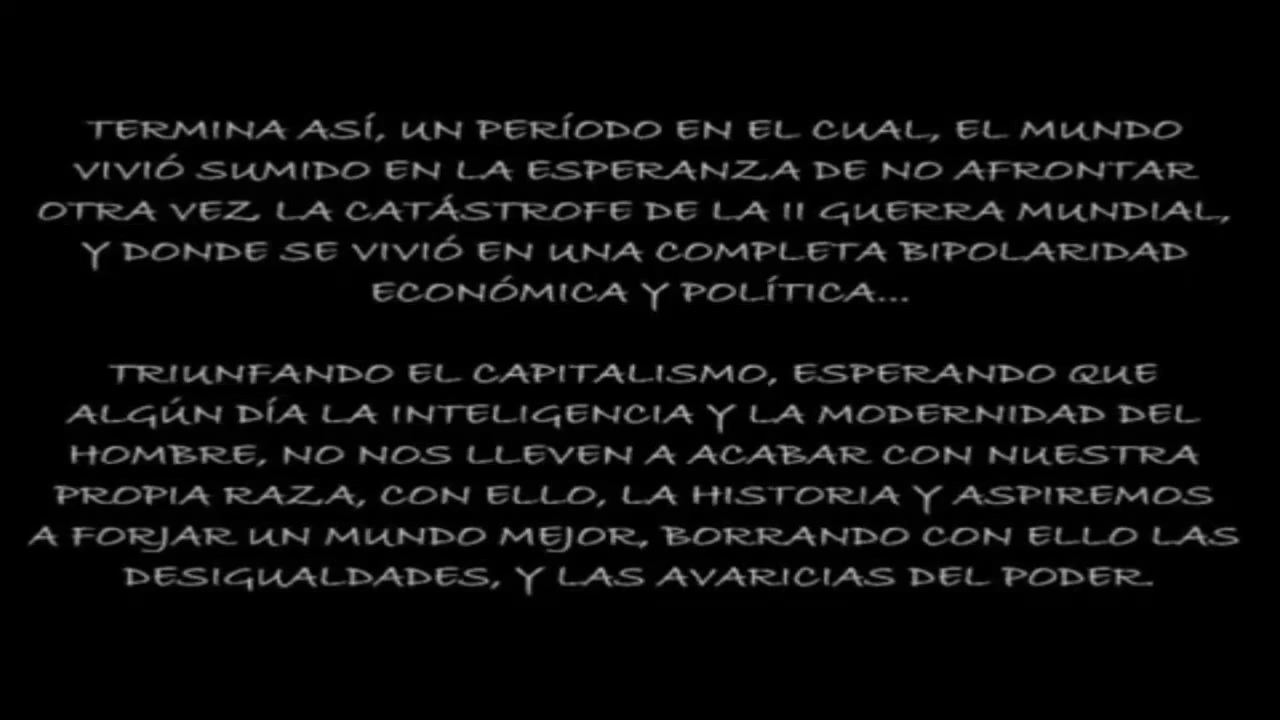 TERMINA ASÍ, UN PERÍODO EN EL CUAL, EL MUNDO
VIVIÓ SUMIDO EN LA ESPERANZA DE NO AFRONTAR
OTRA VEZ LA CATÁSTROFE DE LA II GUERRA MUNDIAL,
Y DONDE SE VIVIÓ EN UNA COMPLETA BIPOLARIDAD
ECONÓMICA Y POLÍTICA...
TRIUNFANDO EL CAPITALISMO, ESPERANDO QUE
ALGÚN DÍA LA INTELIGENCIA Y LA MODERNIDAD DEL
HOMBRE, NO NOS LLEVEN A ACABAR CON NUESTRA
PROPIA RAZA, CON ELLO, LA HISTORIA Y ASPIREMOS
A FORJAR UN MUNDO MEJOR, BORRANDO CON ELLO LAS
DESIGUALDADES, Y LAS AVARICIAS DEL PODER.